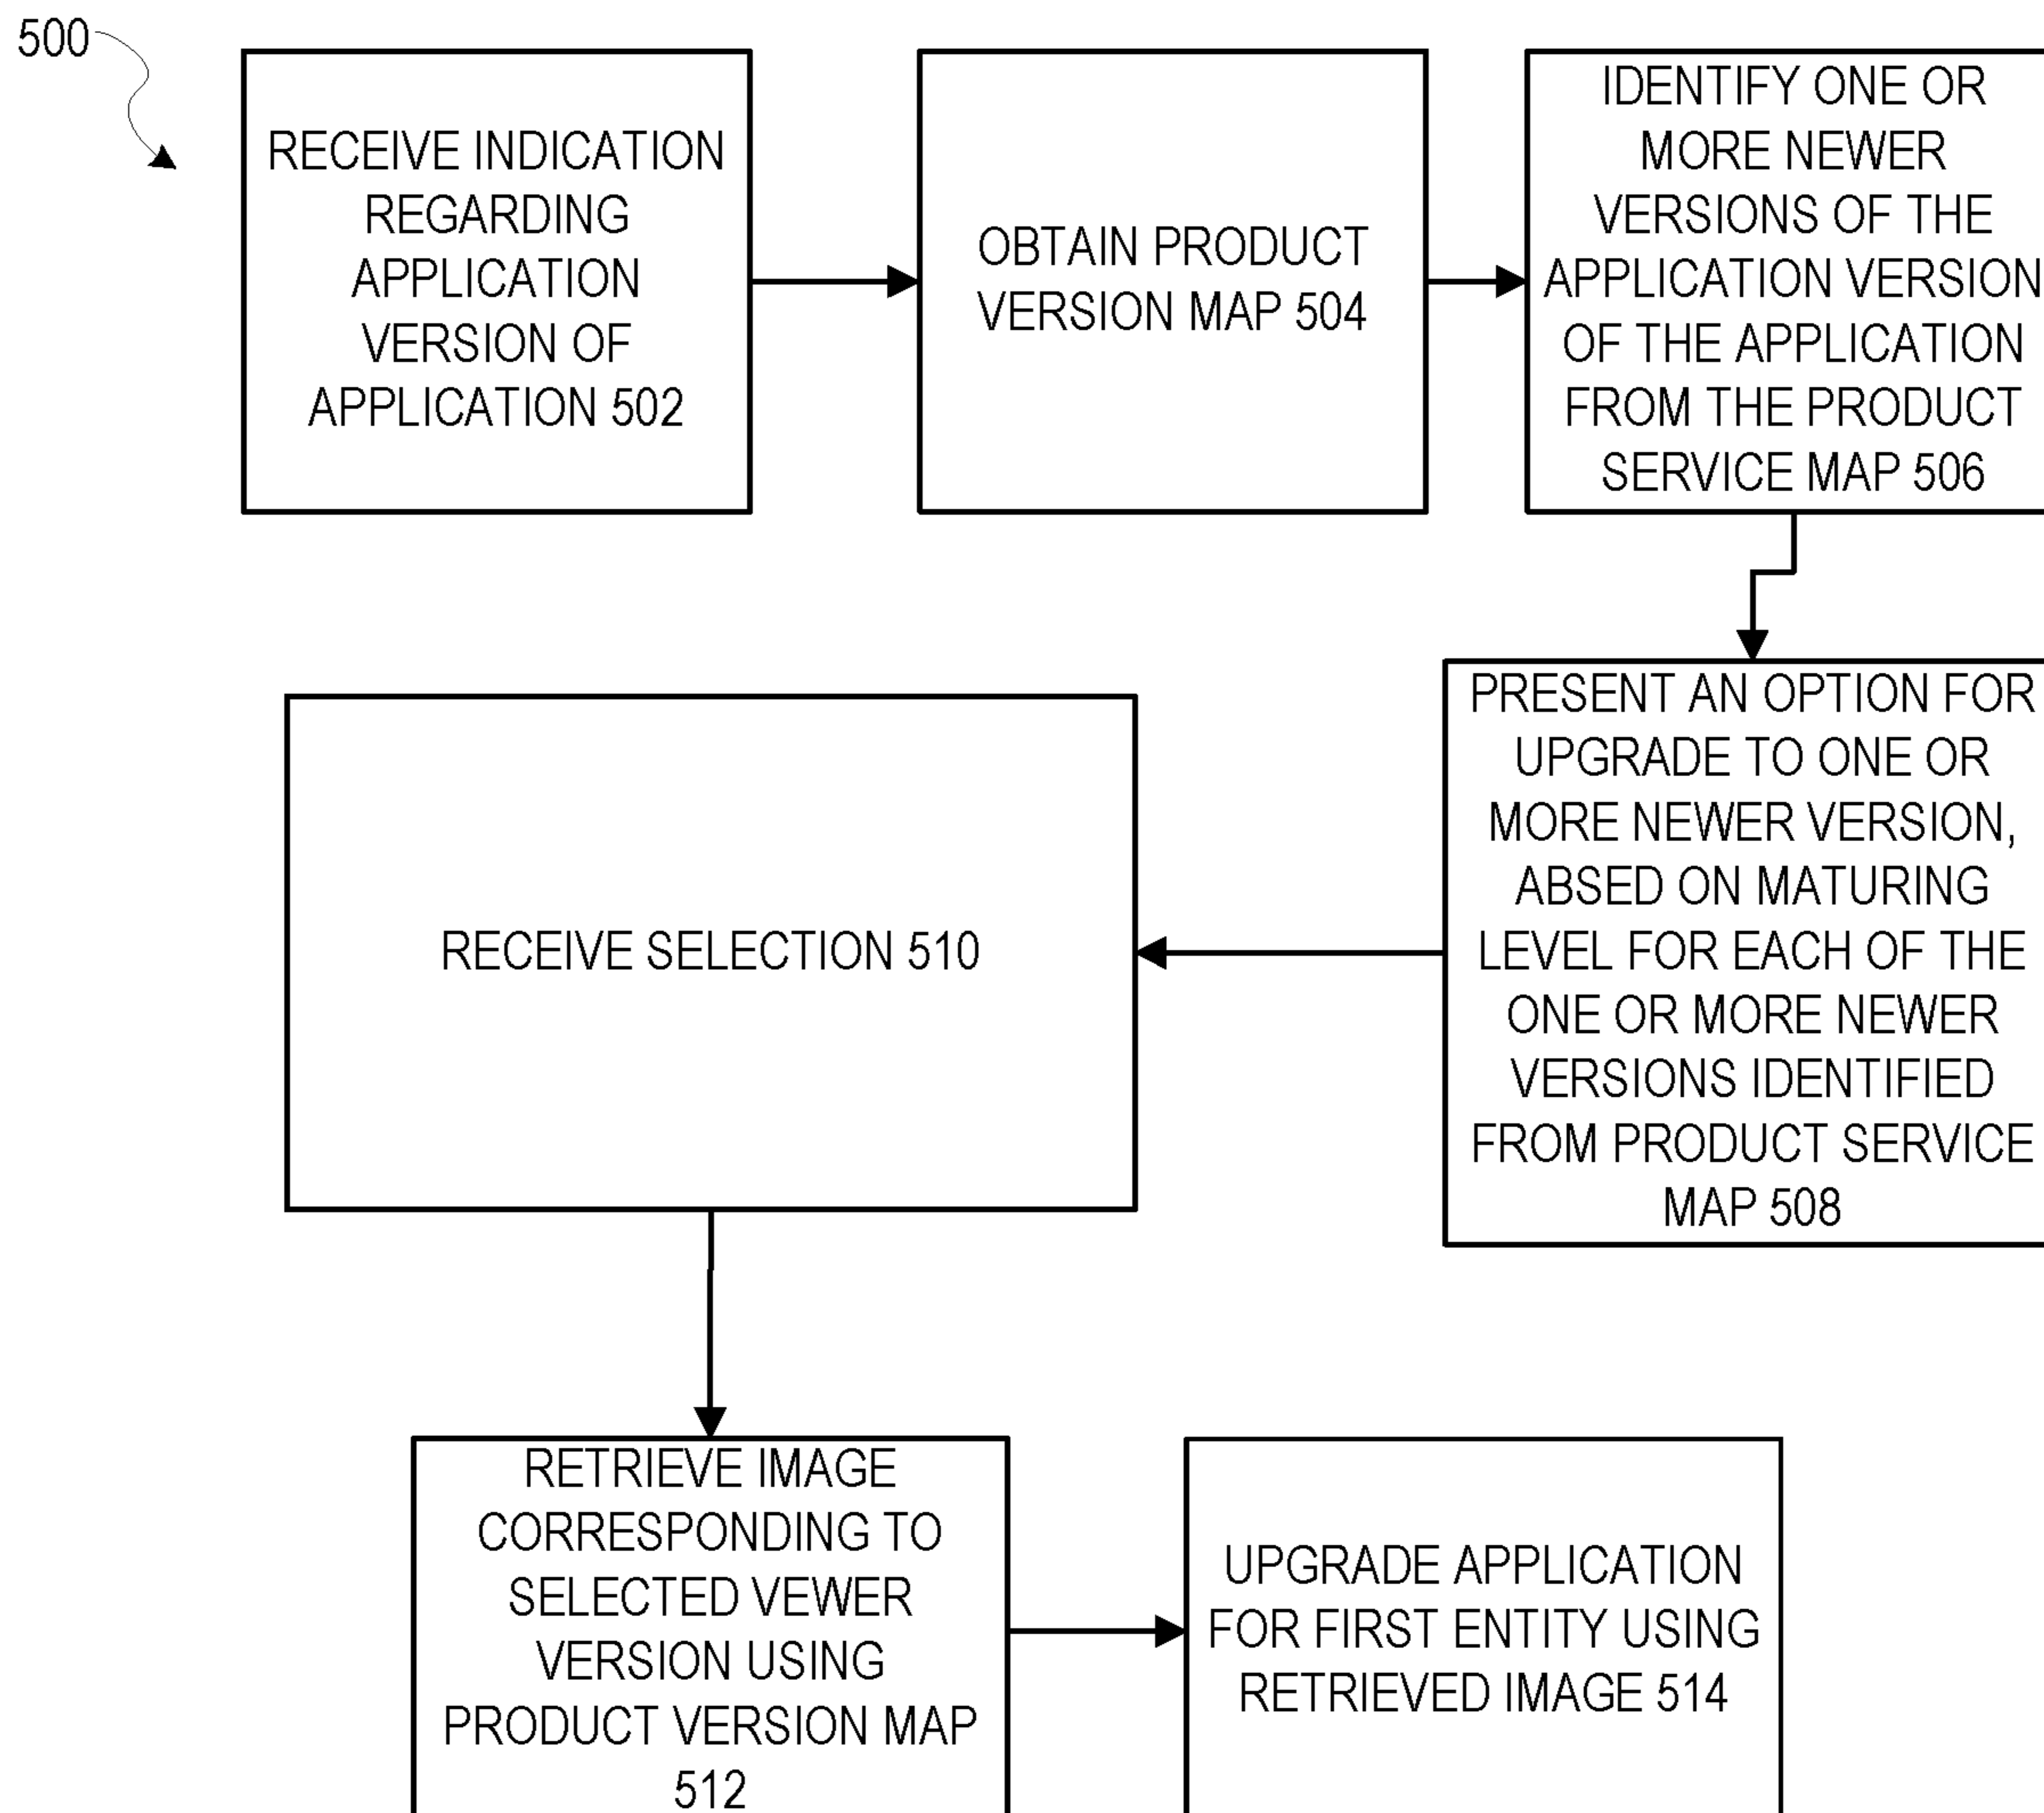 500
RECEIVE INDICATION
REGARDING
APPLICATION
VERSION OF
APPLICATION 502
OBTAIN PRODUCT
VERSION MAP 504
IDENTIFY ONE OR
MORE NEWER
VERSIONS OF THE
APPLICATION VERSION
OF THE APPLICATION
FROM THE PRODUCT
SERVICE MAP 506
PRESENT AN OPTION FOR
UPGRADE TO ONE OR
MORE NEWER VERSION,
ABSED ON MATURING
LEVEL FOR EACH OF THE
ONE OR MORE NEWER
VERSIONS IDENTIFIED
FROM PRODUCT SERVICE
MAP 508
RECEIVE SELECTION 510
RETRIEVE IMAGE
CORRESPONDING TO
SELECTED VEWER
VERSION USING
PRODUCT VERSION MAP
512
UPGRADE APPLICATION
FOR FIRST ENTITY USING
RETRIEVED IMAGE 514